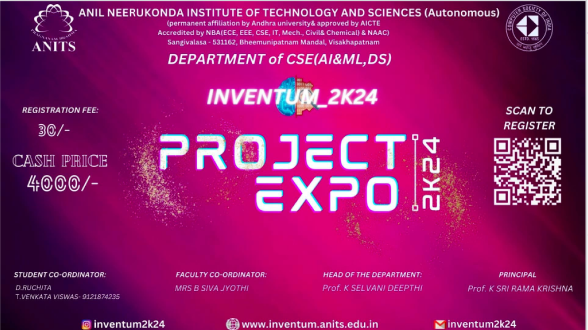 ANIL NEERUKONDA INSTITUTE OF TECHNOLOGY AND SCIENCES (Autonomous)
(permanent affiliation by Andhra university& approved by AICTE
Accredited by NBA(ECE, EEE, CSE, IT, Mech., Civil& Chemical) & NAAC)
Sangivalasa - 531162, Bheemunipatnam Mandal, Visakhapatnam
ANITS
DEPARTMENT of CSE(AI&ML,DS)
INVENTUM_2K24
REGISTRATION FEE:
30/-
CASH PRICE
4000/-
PROJECT
EXPO
2K24
SCAN TO
REGISTER
STUDENT CO-ORDINATOR:
D.RUCHITA
T.VENKATA VISWAS- 9121874235
FACULTY CO-ORDINATOR:
MRS B SIVA JYOTHI
HEAD OF THE DEPARTMENT:
Prof. K SELVANI DEEPTHI
PRINCIPAL
Prof. K SRI RAMA KRISHNA
inventum2k24
www.inventum.anits.edu.in
inventum2k24